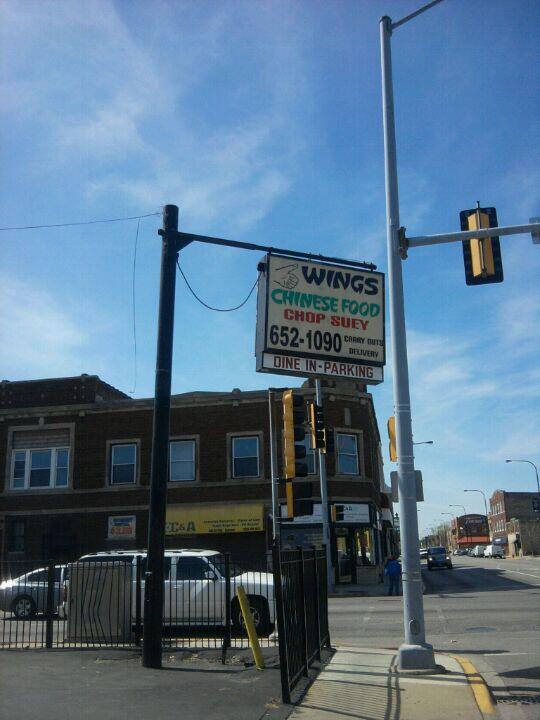 WINGS
CHINESE FOOD
CHOP SUEY
652-1090 CARRY OUTS
DELIVERY
DINE IN-PARKING
C&A